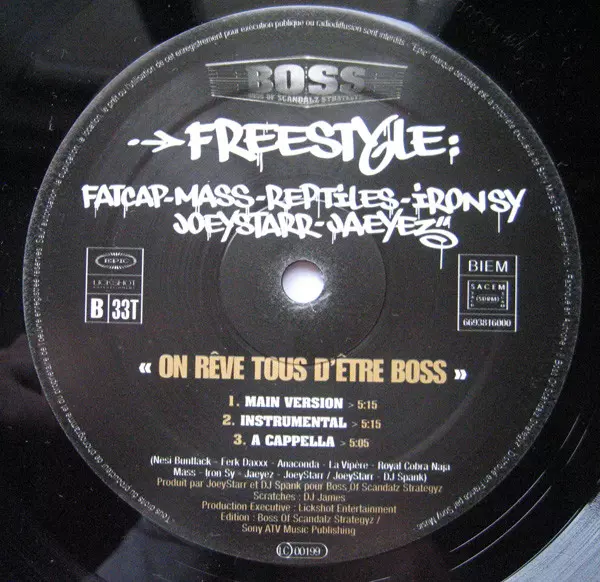 BOSS
BOSS OF SCANDALZ STRATEGYZ
FREESTYLE:
FATCAP-MASS-REPTILES-IRON SY
JOEYSTARR-JAEYEZ
EPIC
LICKSHOT
B 33T
BIEM
SACEM
SDRM
6693816000
« ON RÊVE TOUS D'ÊTRE BOSS »
1. MAIN VERSION > 5:15
2. INSTRUMENTAL > 5:15
3. A CAPPELLA > 5:05
(Nesi Buntlack - Ferk Daxxx - Anaconda - La Vipère - Royal Cobra Naja
Mass - Iron Sy - Jaeyez - JoeyStarr / JoeyStarr - DJ Spank)
Produit par JoeyStarr et DJ Spank pour Boss Of Scandalz Strategyz
Scratches : DJ James
Production Executive : Lickshot Entertainment
Edition : Boss Of Scandalz Strategyz /
Sony ATV Music Publishing
LC 00199